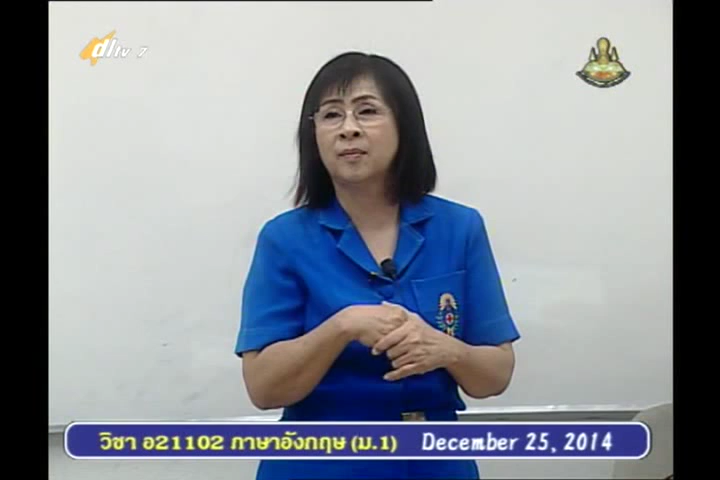 dltv 7
วิชา อ21102 ภาษาอังกฤษ (ม.1) December 25, 2014